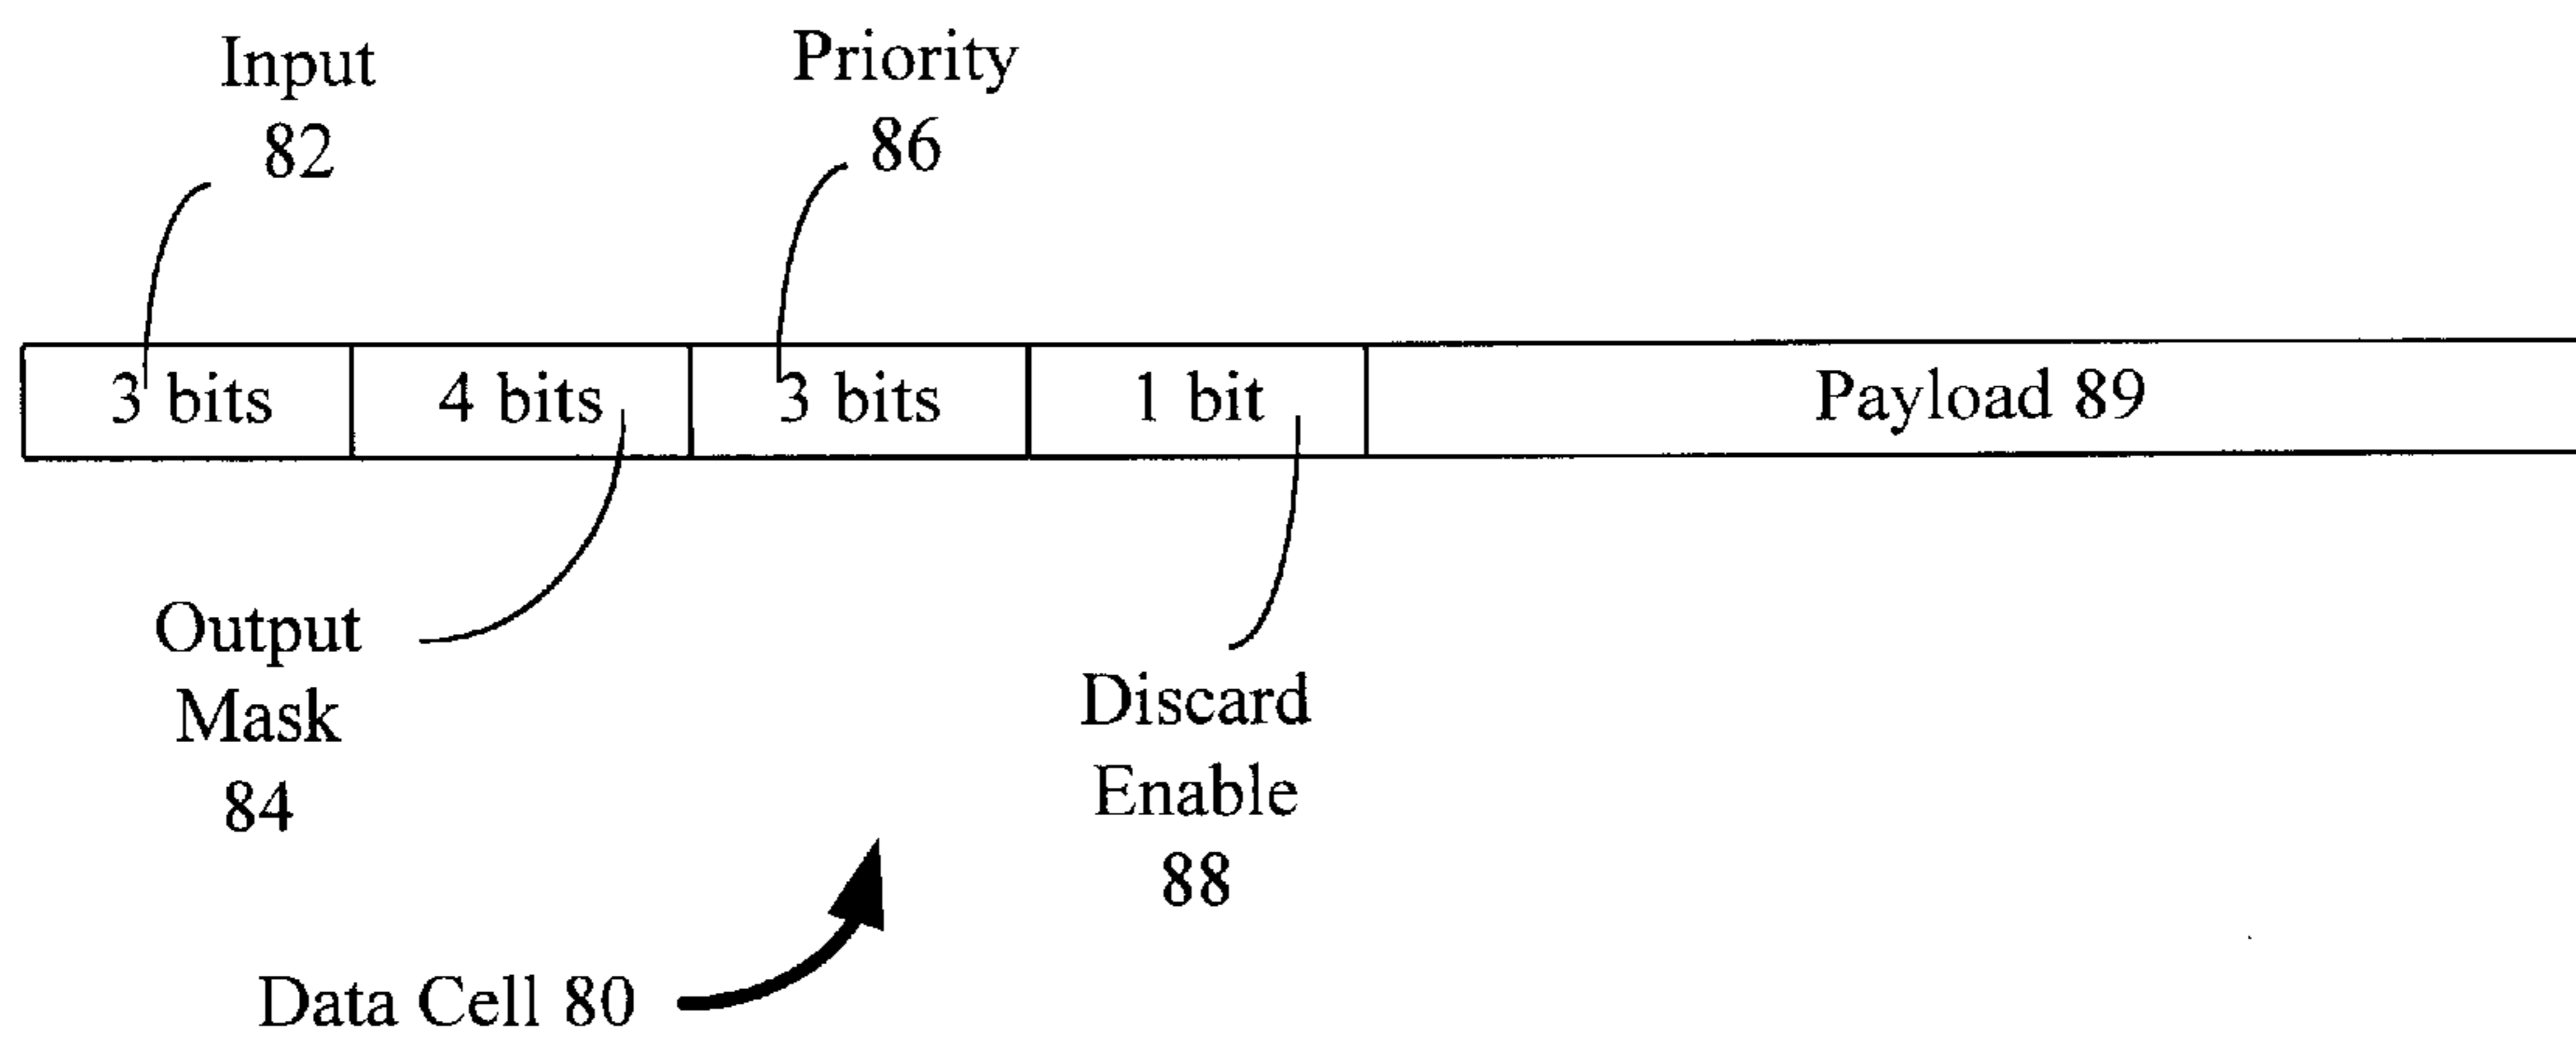 Input
82
Priority
86
3 bits
4 bits
3 bits
1 bit
Payload 89
Output
Mask
84
Discard
Enable
88
Data Cell 80